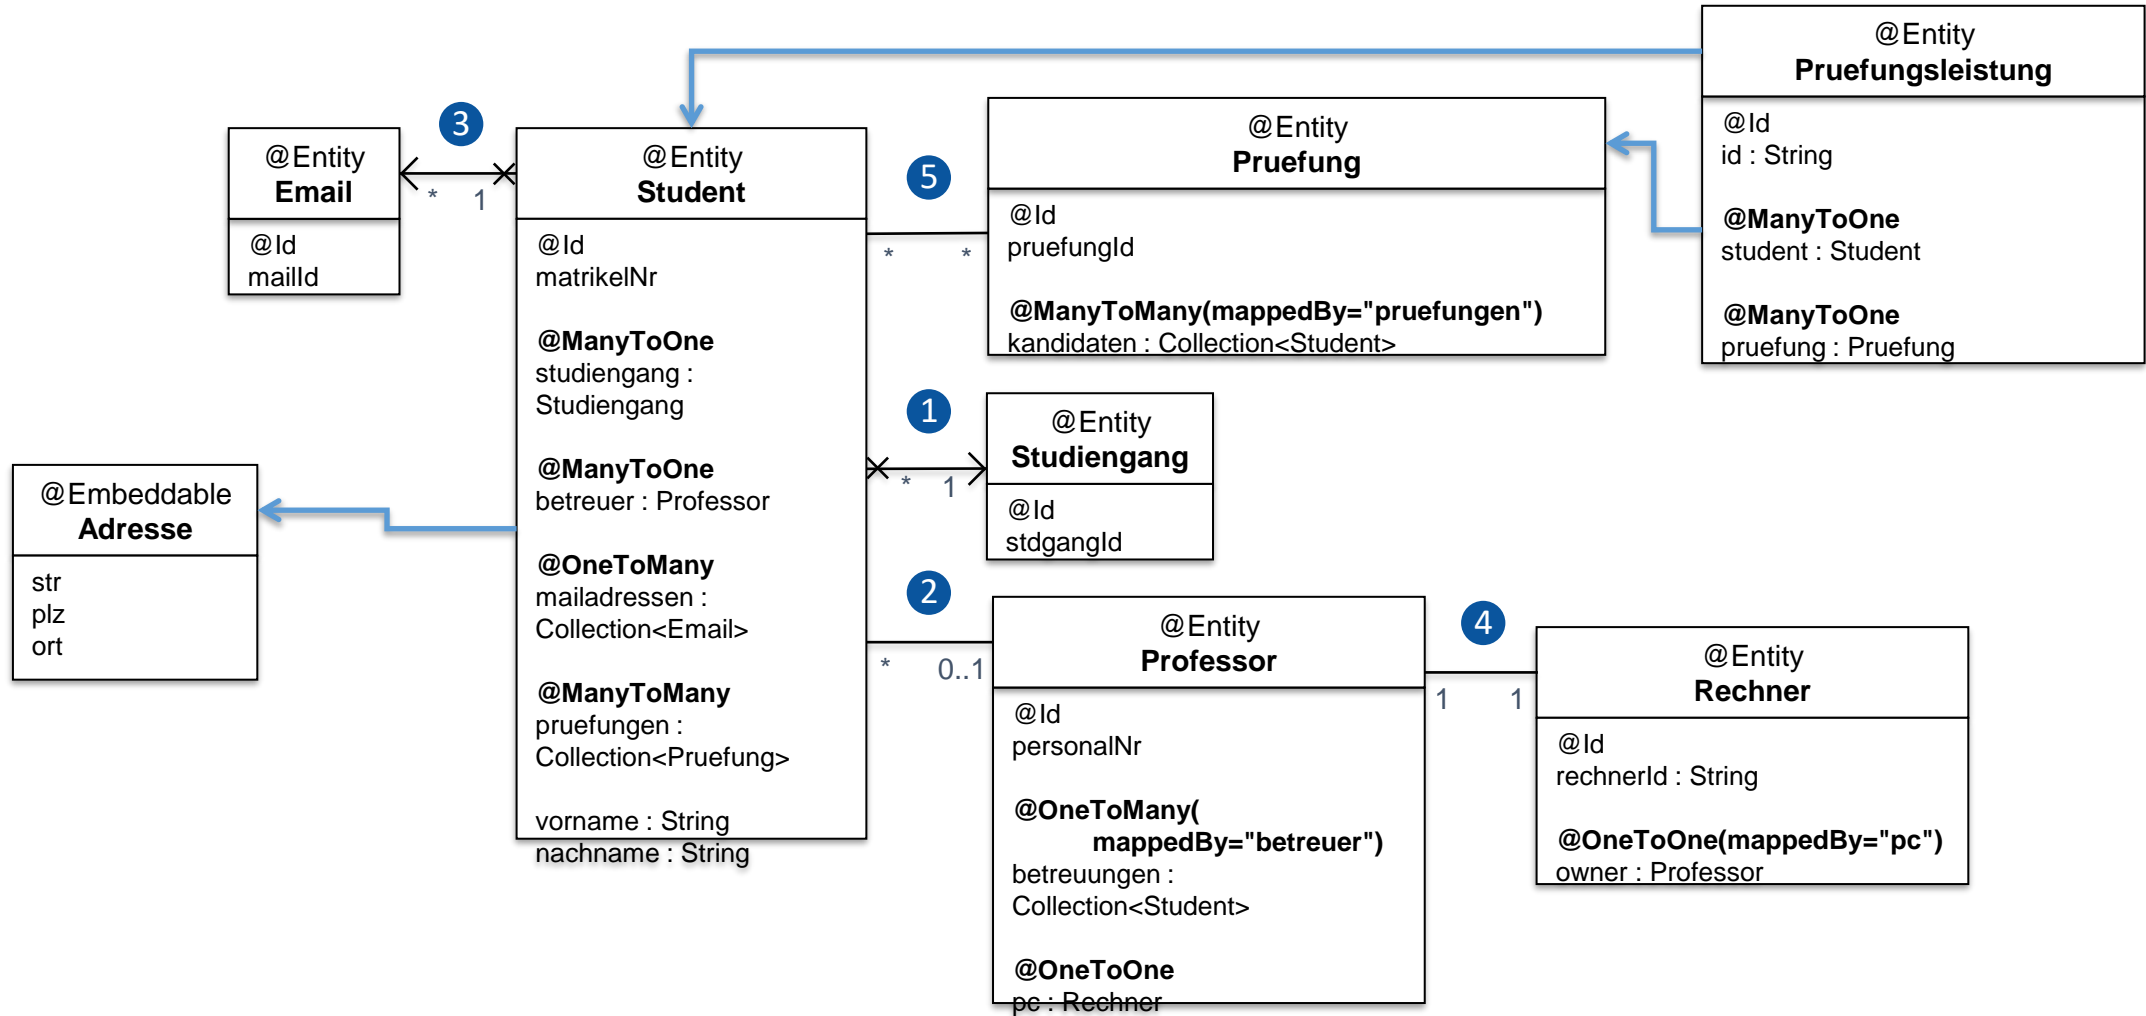 @Entity
Pruefungsleistung
@Id
id : String
@ManyToOne
student : Student
@ManyToOne
pruefung : Pruefung
3
@Entity
Email
@Id
mailId
* 1
@Entity
Student
@Id
matrikelNr
@ManyToOne
studiengang :
Studiengang
@ManyToOne
betreuer : Professor
@OneToMany
mailadressen :
Collection<Email>
@ManyToMany
pruefungen :
Collection<Pruefung>
vorname : String
nachname : String
5
* *
@Entity
Pruefung
@Id
pruefungId
@ManyToMany(mappedBy="pruefungen")
kandidaten : Collection<Student>
1
* 1
@Entity
Studiengang
@Id
stdgangId
@Embeddable
Adresse
str
plz
ort
2
* 0..1
@Entity
Professor
@Id
personalNr
@OneToMany(
mappedBy="betreuer")
betreuungen :
Collection<Student>
@OneToOne
pc : Rechner
4
1 1
@Entity
Rechner
@Id
rechnerId : String
@OneToOne(mappedBy="pc")
owner : Professor